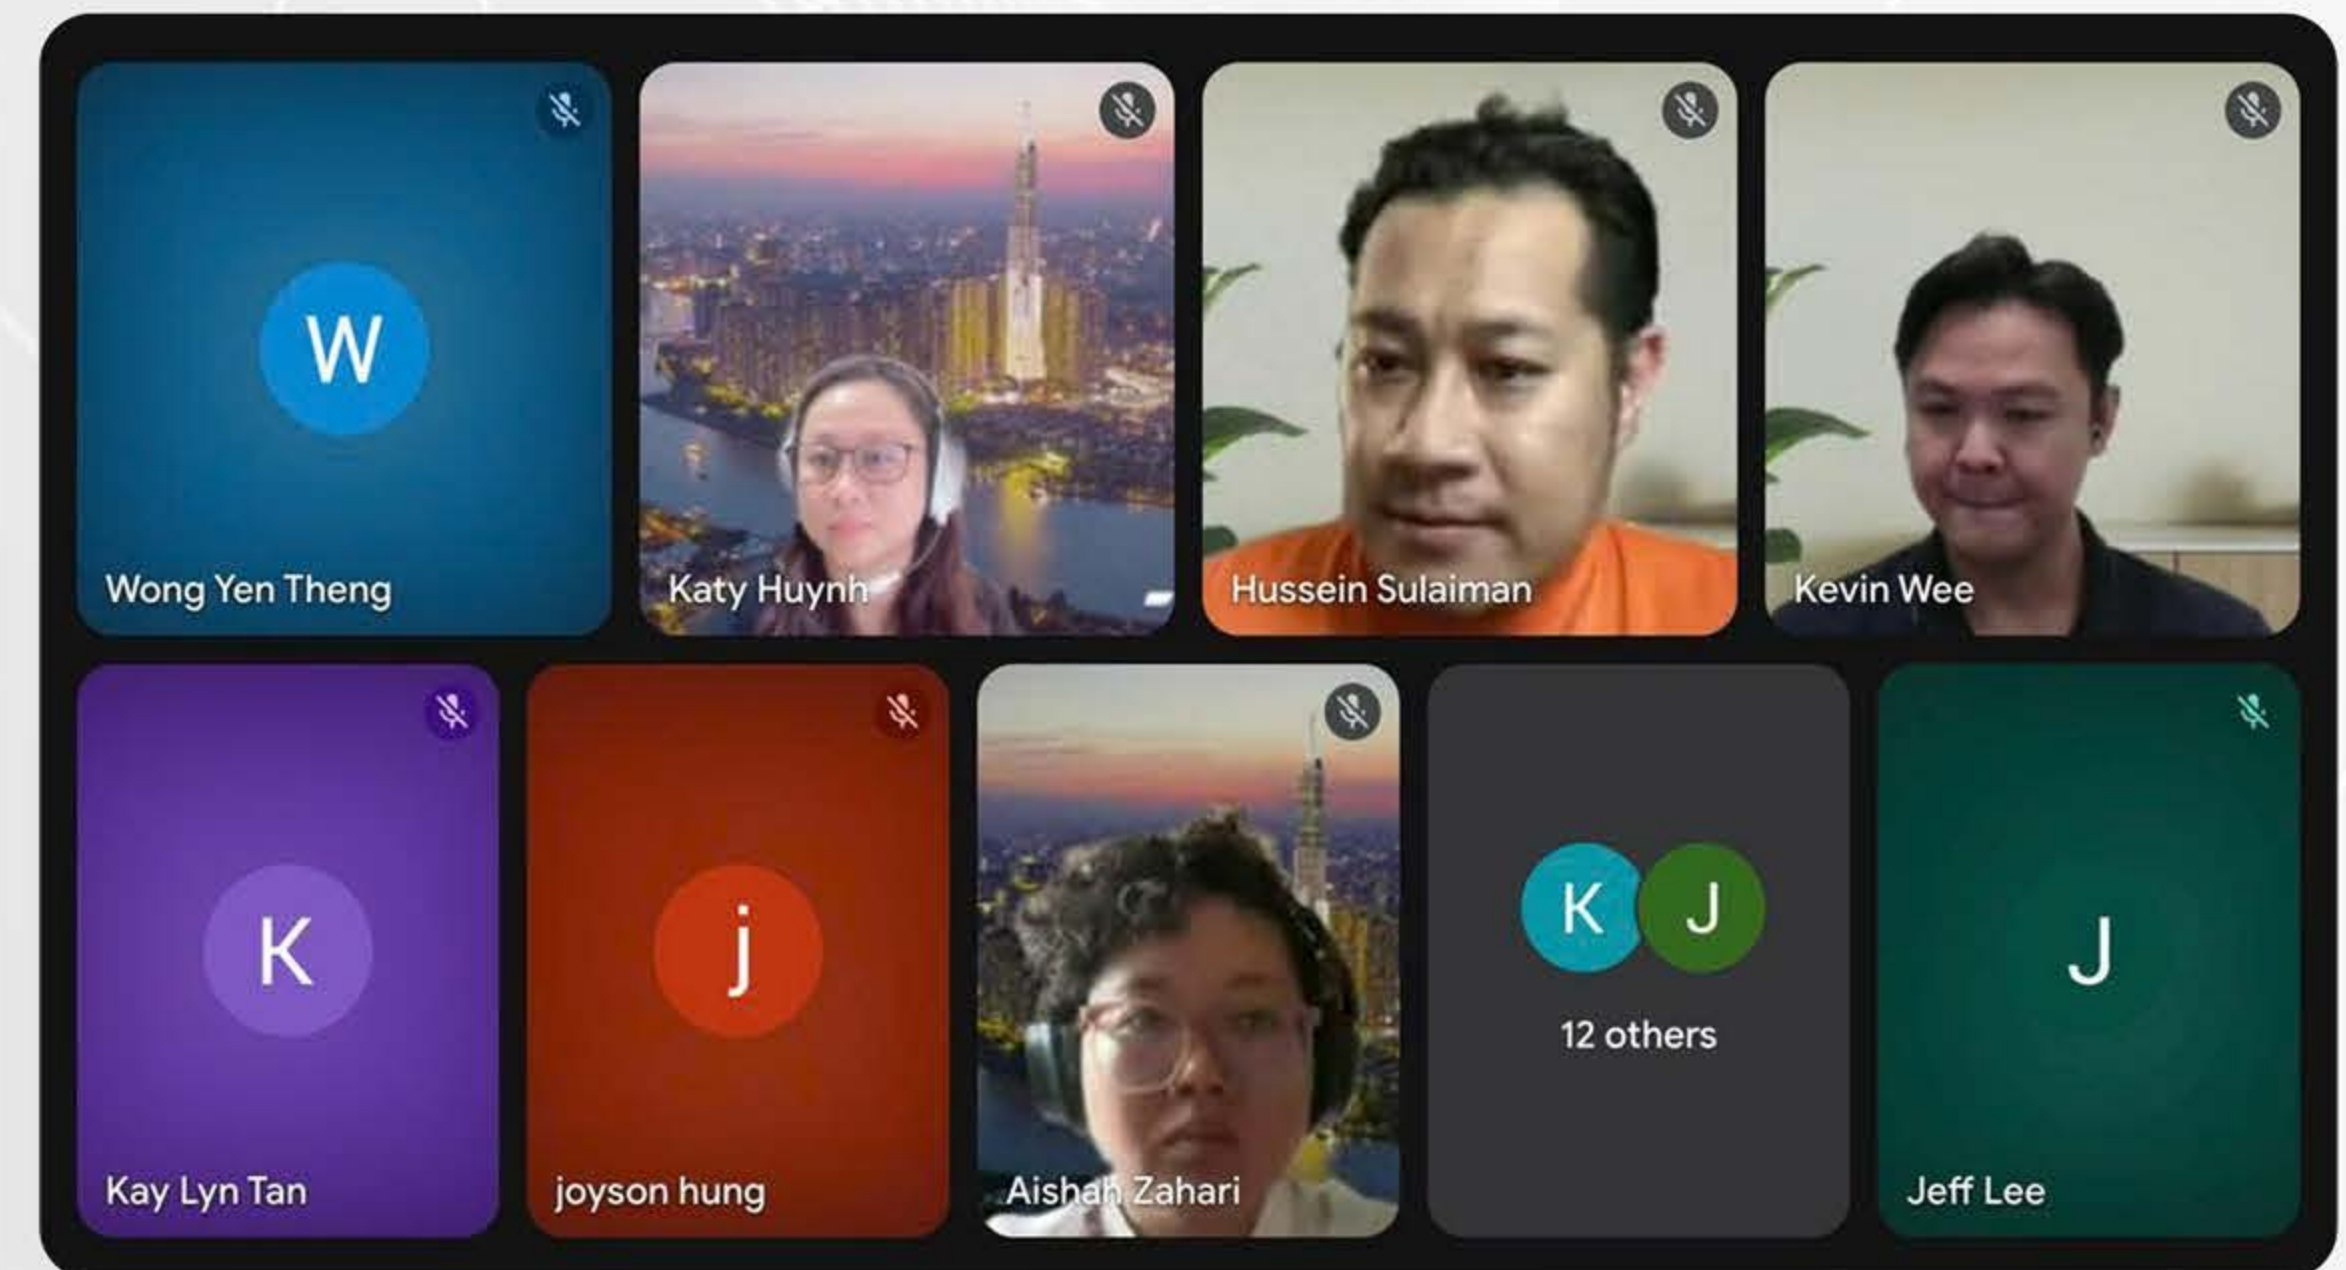 W
Wong Yen Theng
Katy Huynh
Hussein Sulaiman
Kevin Wee
K
Kay Lyn Tan
j
joyson hung
Aishah Zahari
K J
12 others
J
Jeff Lee